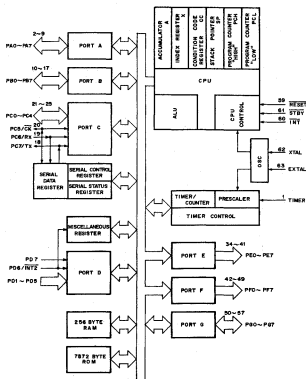 ACCUMULATOR
INDEX REGISTER X
CONDITION CODE REGISTER CC
STACK POINTER SP
PROGRAM COUNTER "HIGH" PCH
PROGRAM COUNTER "LOW" PCL
CPU
ALU
CPU CONTROL
2~9
PA0~PA7
PORT A
10~17
PB0~PB7
PORT B
21~25
PC0~PC4
20
PC5/CK
19
PC6/Rx
18
PC7/Tx
PORT C
59
RESET
61
STBY
60
INT
OSC
62
XTAL
63
EXTAL
SERIAL DATA REGISTER
SERIAL CONTROL REGISTER
SERIAL STATUS REGISTER
TIMER/COUNTER
PRESCALER
1
TIMER
TIMER CONTROL
MISCELLANEOUS REGISTER
PD7
PD6/INT2
PD1~PD5
PORT D
34~41
PORT E
PE0~PE7
42~49
PORT F
PF0~PF7
50~57
PORT G
PG0~PG7
256 BYTE RAM
7872 BYTE ROM